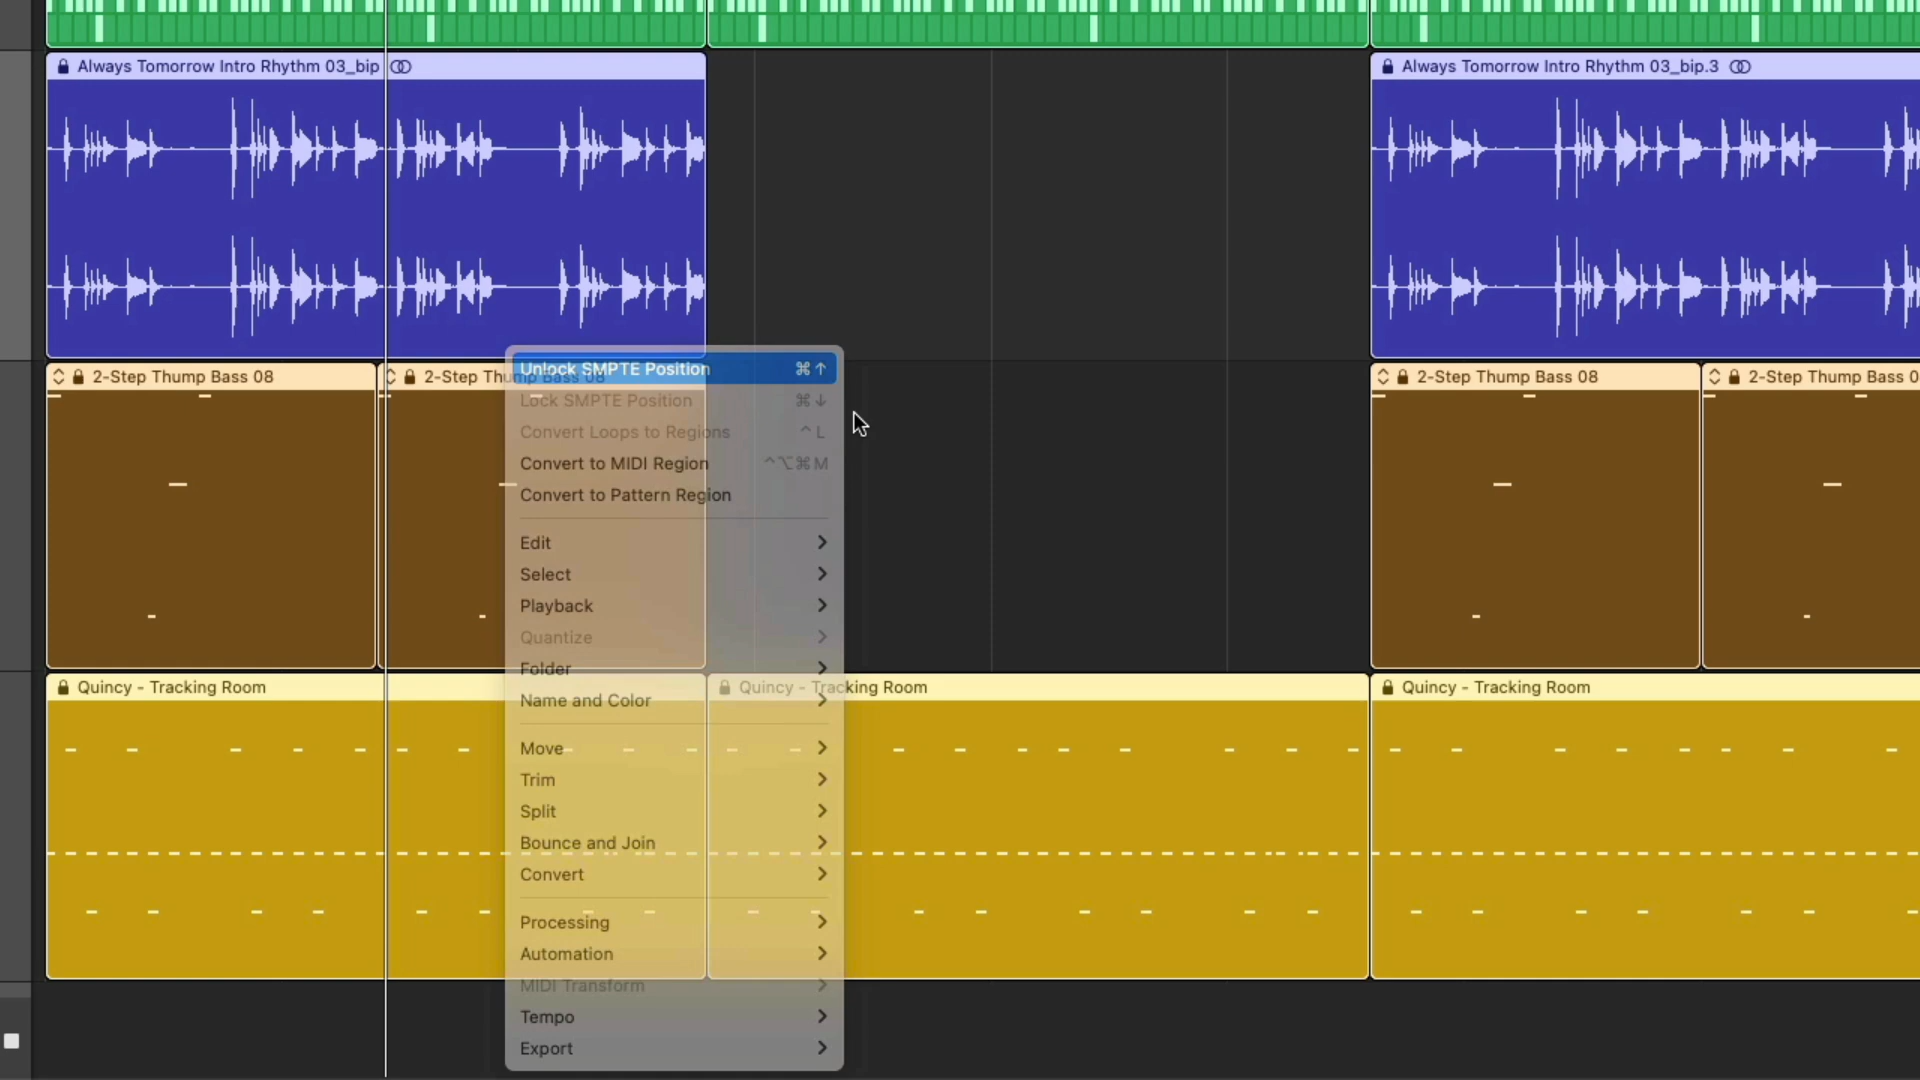 Always Tomorrow Intro Rhythm 03_bip
Always Tomorrow Intro Rhythm 03_bip.3
2-Step Thump Bass 08
2-Step Thump Bass 08
2-Step Thump Bass 08
2-Step Thump Bass 0
Unlock SMPTE Position ⌘↑
Lock SMPTE Position ⌘↓
Convert Loops to Regions ^L
Convert to MIDI Region ^⌥⌘M
Convert to Pattern Region
Edit
Select
Playback
Quantize
Folder
Name and Color
Quincy - Tracking Room
Quincy - Tracking Room
Quincy - Tracking Room
Move
Trim
Split
Bounce and Join
Convert
Processing
Automation
MIDI Transform
Tempo
Export